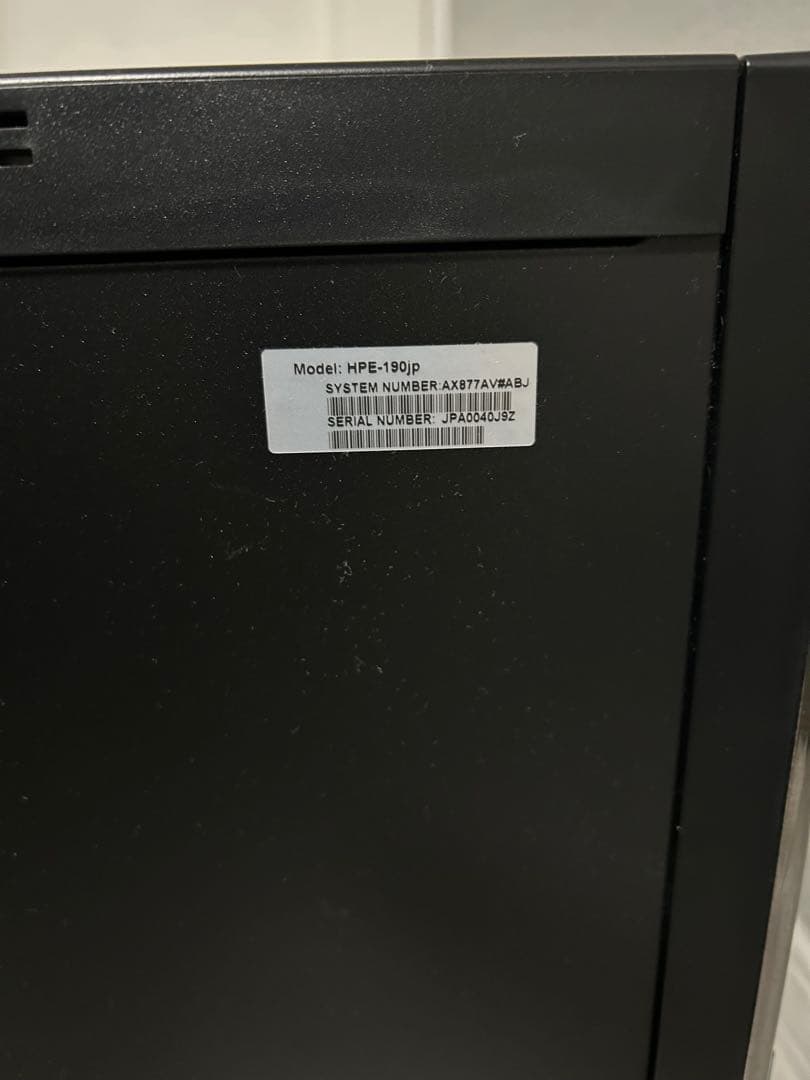 Model: HPE-190jp
SYSTEM NUMBER:AX877AV#ABJ
SERIAL NUMBER: JPA0040J9Z